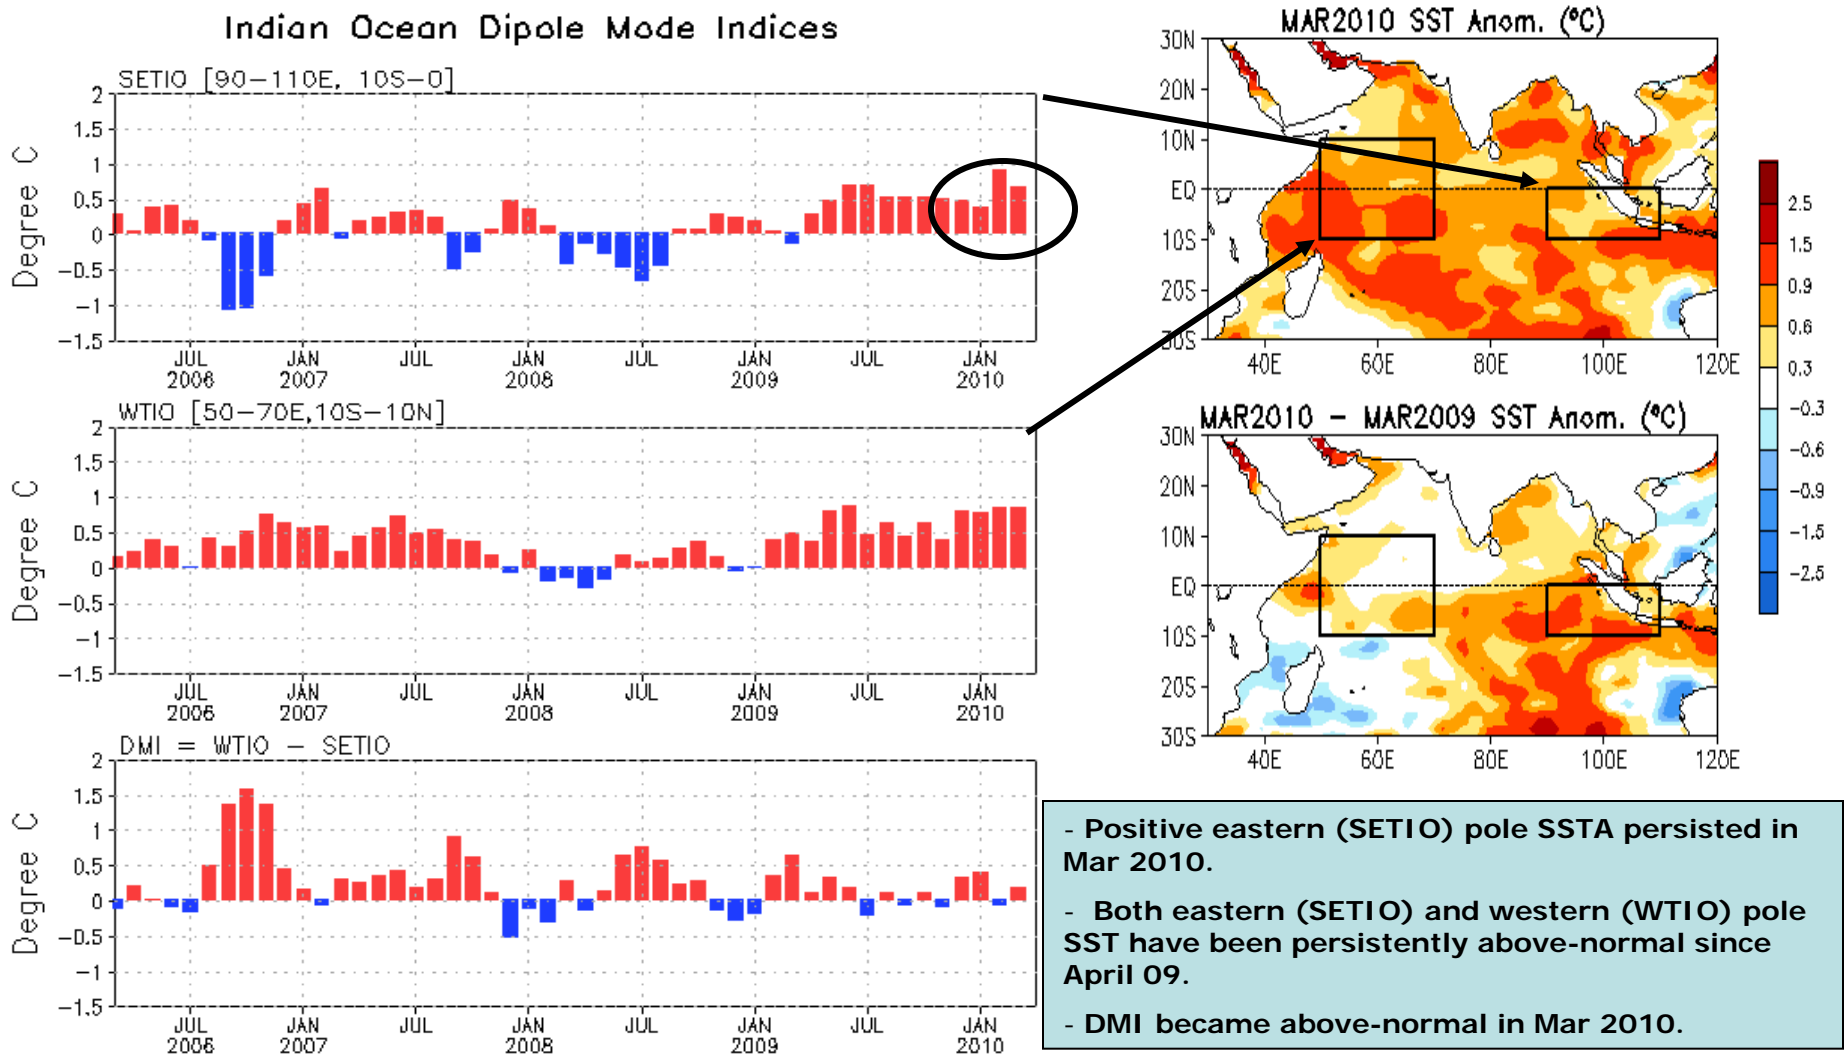 Indian Ocean Dipole Mode Indices
SETIO [90-110E, 10S-0]
2
1.5
1
0.5
0
-0.5
-1
-1.5
Degree C
JUL
2006
JAN
2007
JUL
JAN
2008
JUL
JAN
2009
JUL
JAN
2010
WTIO [50-70E,10S-10N]
2
1.5
1
0.5
0
-0.5
-1
-1.5
Degree C
JUL
2006
JAN
2007
JUL
JAN
2008
JUL
JAN
2009
JUL
JAN
2010
DMI = WTIO - SETIO
2
1.5
1
0.5
0
-0.5
-1
-1.5
Degree C
JUL
2006
JAN
2007
JUL
JAN
2008
JUL
JAN
2009
JUL
JAN
2010
MAR2010 SST Anom. (°C)
30N
20N
10N
EQ
10S
20S
30S
40E 60E 80E 100E 120E
MAR2010 - MAR2009 SST Anom. (°C)
30N
20N
10N
EQ
10S
20S
30S
40E 60E 80E 100E 120E
2.5
1.5
0.9
0.6
0.3
-0.3
-0.6
-0.9
-1.5
-2.5
- Positive eastern (SETIO) pole SSTA persisted in
Mar 2010.
- Both eastern (SETIO) and western (WTIO) pole
SST have been persistently above-normal since
April 09.
- DMI became above-normal in Mar 2010.